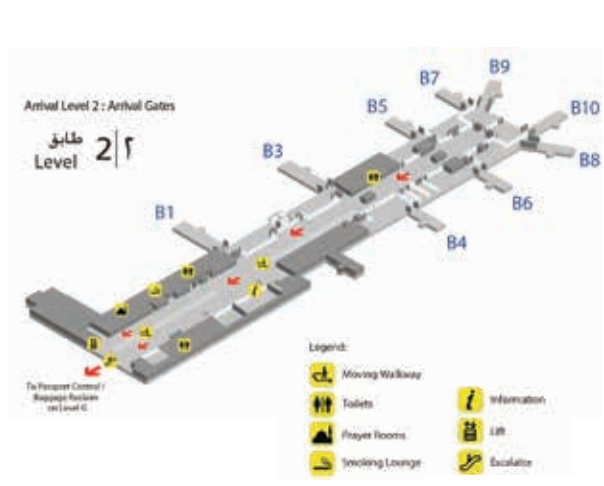 Arrival Level 2 : Arrival Gates
طابق
Level 2|٢
B9
B7
B10
B5
B8
B3
B6
B1
B4
To Passport Control /
Baggage Reclaim
on Level G
Legend:
Moving Walkway
Toilets
Information
Prayer Rooms
Lift
Smoking Lounge
Escalator